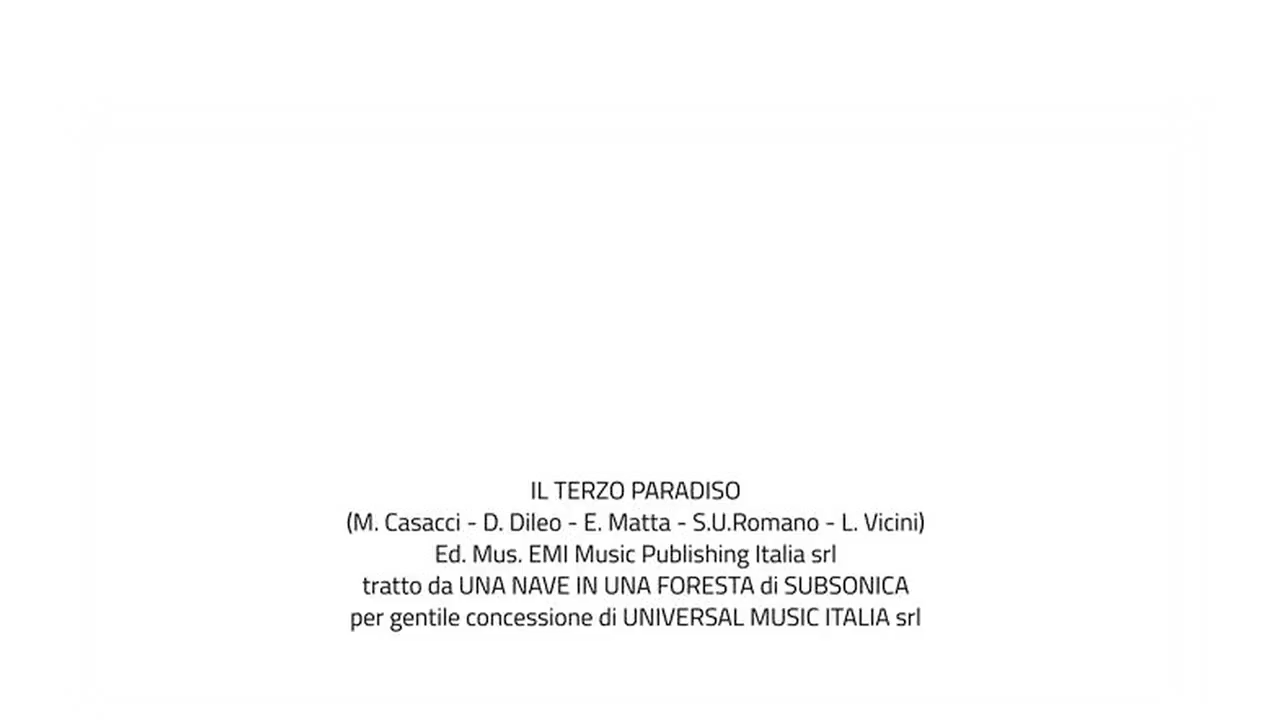 IL TERZO PARADISO
(M. Casacci - D. Dileo - E. Matta - S.U.Romano - L. Vicini)
Ed. Mus. EMI Music Publishing Italia srl
tratto da UNA NAVE IN UNA FORESTA di SUBSONICA
per gentile concessione di UNIVERSAL MUSIC ITALIA srl